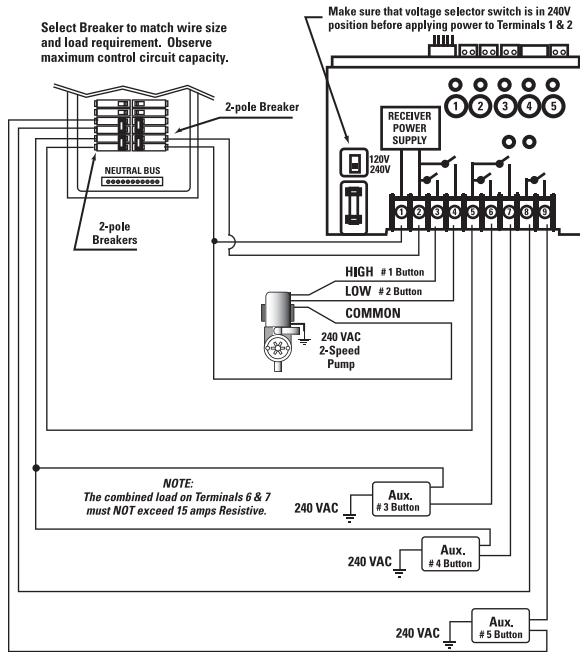 Select Breaker to match wire size
and load requirement. Observe
maximum control circuit capacity.
Make sure that voltage selector switch is in 240V
position before applying power to Terminals 1 & 2
2-pole Breaker
NEUTRAL BUS
2-pole
Breakers
RECEIVER
POWER
SUPPLY
120V
240V
1 2 3 4 5
1 2 3 4 5 6 7 8 9
HIGH # 1 Button
LOW # 2 Button
COMMON
240 VAC
2-Speed
Pump
NOTE:
The combined load on Terminals 6 & 7
must NOT exceed 15 amps Resistive.
240 VAC
Aux.
# 3 Button
240 VAC
Aux.
# 4 Button
240 VAC
Aux.
# 5 Button